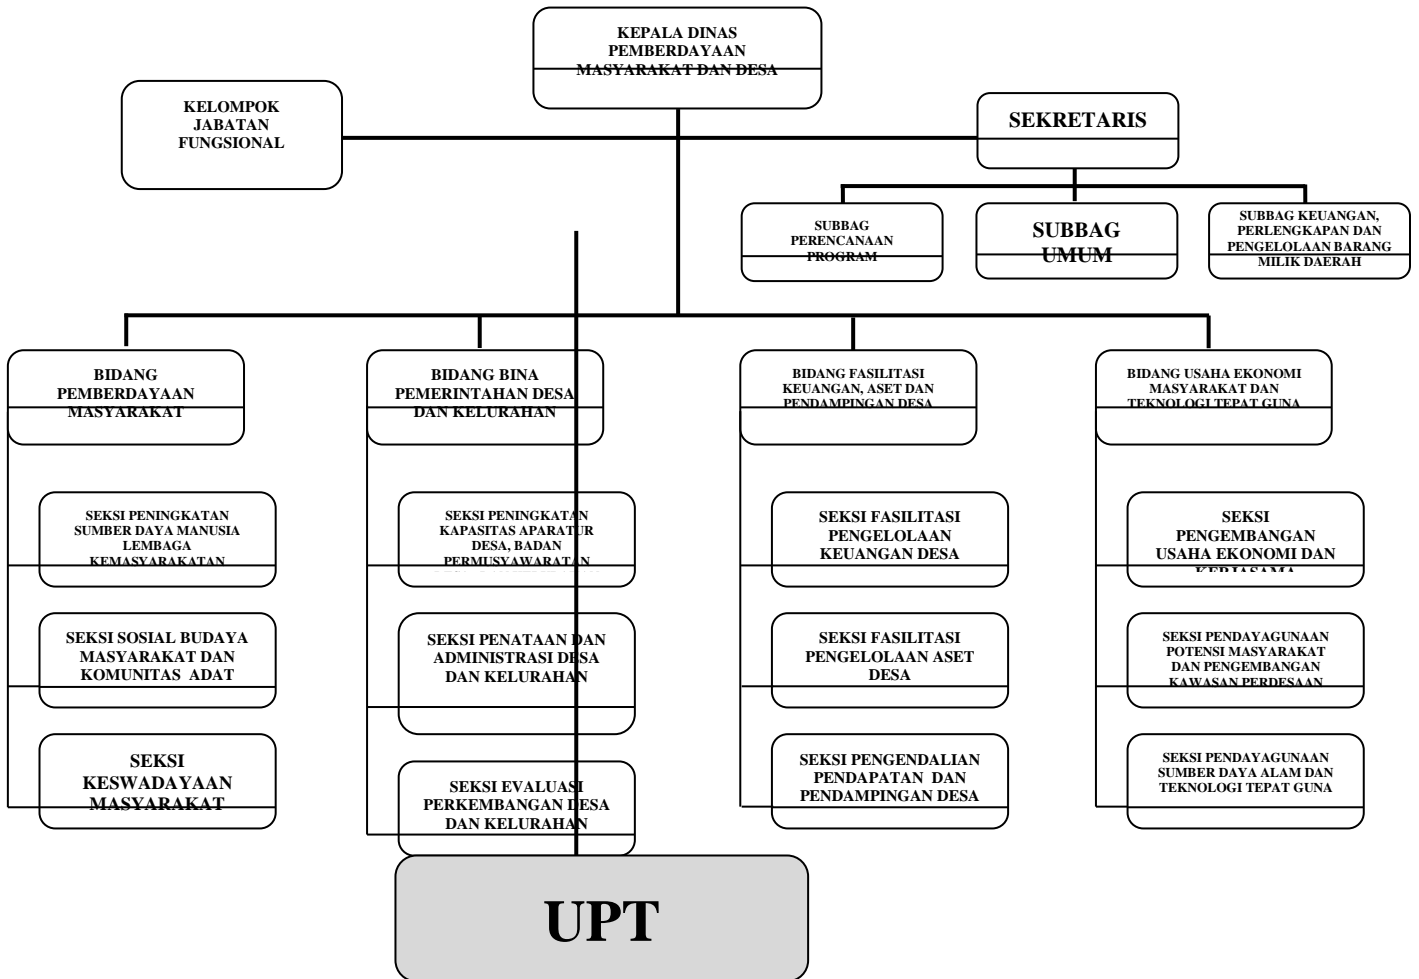 KEPALA DINAS
PEMBERDAYAAN
MASYARAKAT DAN DESA
KELOMPOK
JABATAN
FUNGSIONAL
SEKRETARIS
SUBBAG
PERENCANAAN
PROGRAM
SUBBAG
UMUM
SUBBAG KEUANGAN,
PERLENGKAPAN DAN
PENGELOLAAN BARANG
MILIK DAERAH
BIDANG
PEMBERDAYAAN
MASYARAKAT
BIDANG BINA
PEMERINTAHAN DESA
DAN KELURAHAN
BIDANG FASILITASI
KEUANGAN, ASET DAN
PENDAMPINGAN DESA
BIDANG USAHA EKONOMI
MASYARAKAT DAN
TEKNOLOGI TEPAT GUNA
SEKSI PENINGKATAN
SUMBER DAYA MANUSIA
LEMBAGA
KEMASYARAKATAN
SEKSI PENINGKATAN
KAPASITAS APARATUR
DESA, BADAN
PERMUSYAWARATAN
SEKSI FASILITASI
PENGELOLAAN
KEUANGAN DESA
SEKSI
PENGEMBANGAN
USAHA EKONOMI DAN
KERJASAMA
SEKSI SOSIAL BUDAYA
MASYARAKAT DAN
KOMUNITAS ADAT
SEKSI PENATAAN DAN
ADMINISTRASI DESA
DAN KELURAHAN
SEKSI FASILITASI
PENGELOLAAN ASET
DESA
SEKSI PENDAYAGUNAAN
POTENSI MASYARAKAT
DAN PENGEMBANGAN
KAWASAN PERDESAAN
SEKSI
KESWADAYAAN
MASYARAKAT
SEKSI EVALUASI
PERKEMBANGAN DESA
DAN KELURAHAN
SEKSI PENGENDALIAN
PENDAPATAN DAN
PENDAMPINGAN DESA
SEKSI PENDAYAGUNAAN
SUMBER DAYA ALAM DAN
TEKNOLOGI TEPAT GUNA
UPT